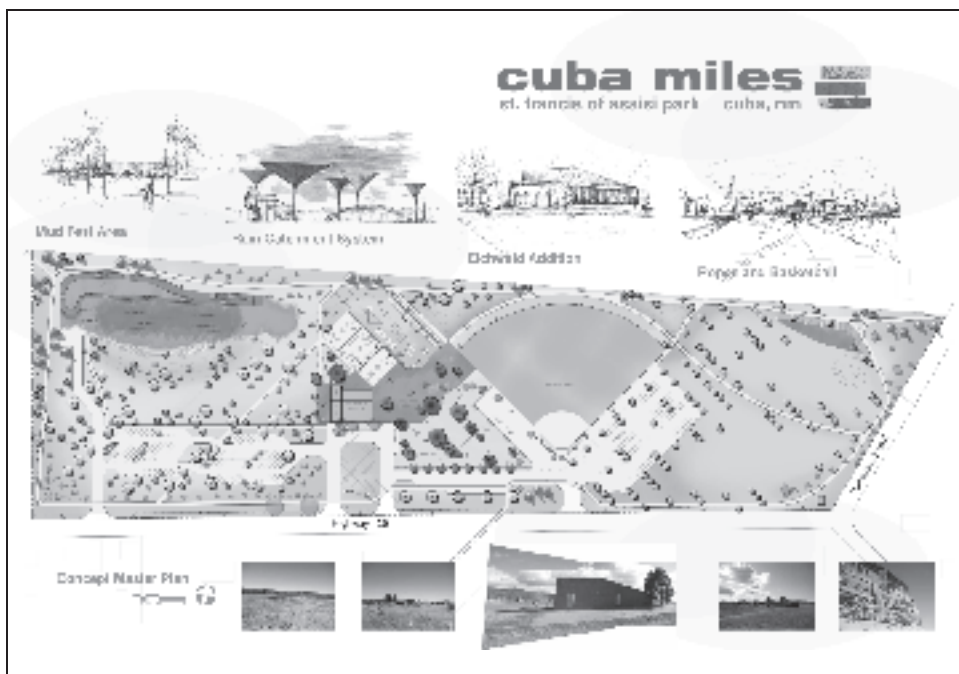 cuba miles
st. francis of assisi park cuba, nm
Mud Fest Area
Rain Catchment System
Eichwald Addition
and Basketball
Highway
Concept Master Plan